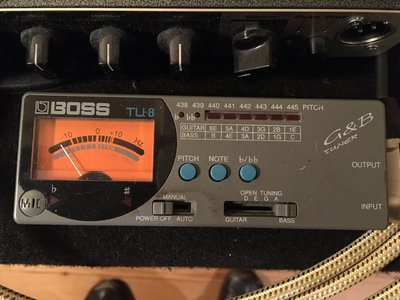 BOSS
TU-8
438 439 440 441 442 443 444 445 PITCH
b bb
GUITAR 6E 5A 4D 3G 2B 1E
BASS B 4E 3A 2D 1G C
G&B
TUNER
-10 +10 Hz
PITCH NOTE b/bb
OUTPUT
♭ ♯
MIC
MANUAL
POWER OFF AUTO
OPEN TUNING
D E G A
GUITAR BASS
INPUT